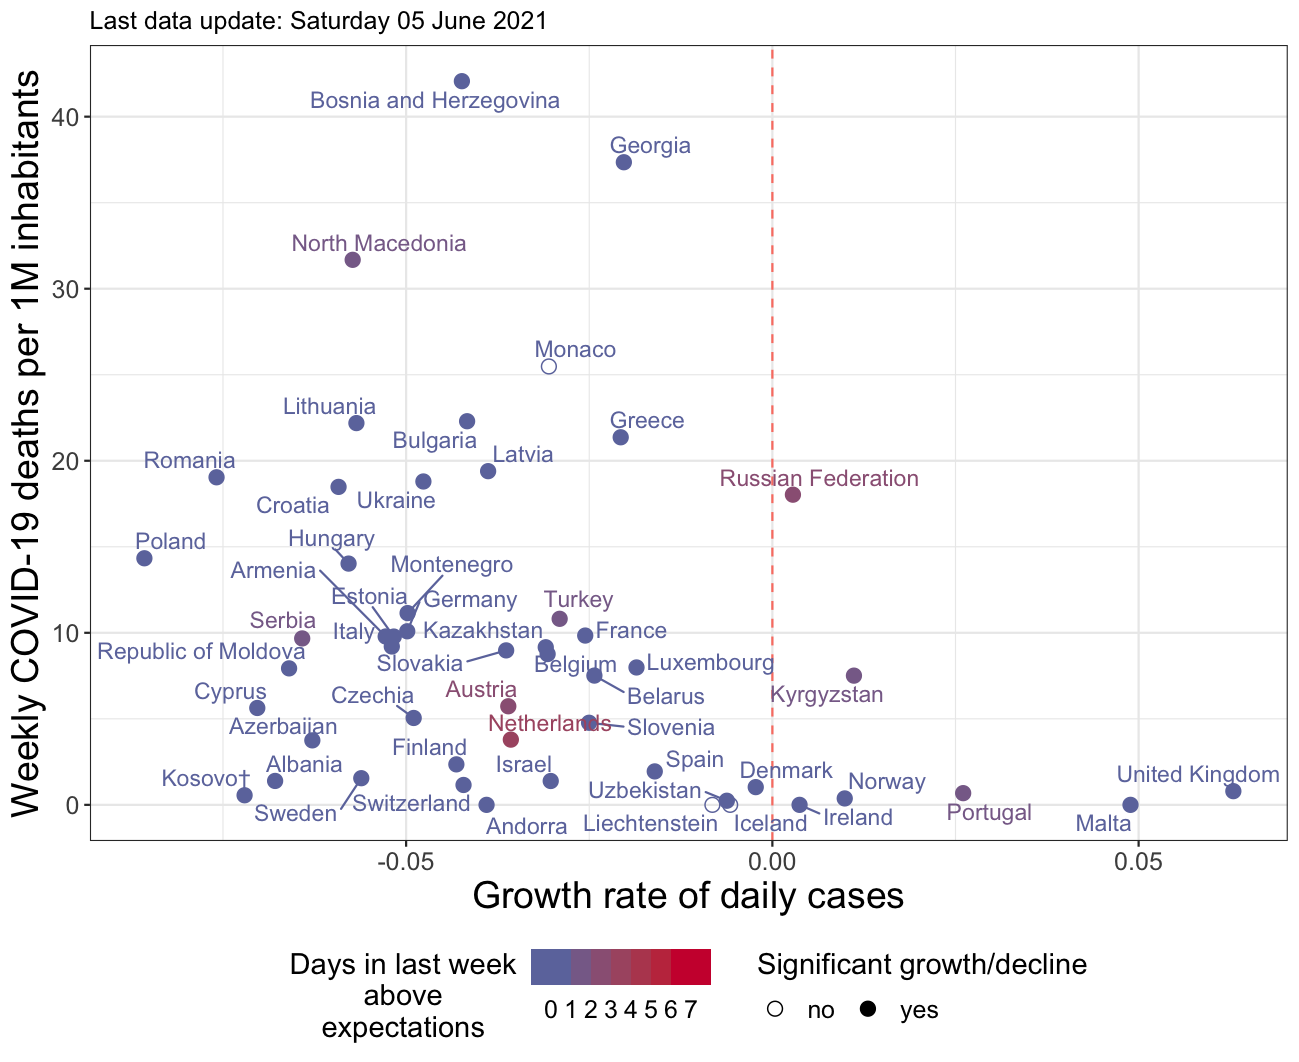 Last data update: Saturday 05 June 2021
Weekly COVID-19 deaths per 1M inhabitants
40
30
20
10
0
Bosnia and Herzegovina
Georgia
North Macedonia
Monaco
Lithuania
Bulgaria
Greece
Romania
Latvia
Croatia
Ukraine
Russian Federation
Poland
Hungary
Armenia
Montenegro
Estonia
Germany
Turkey
Serbia
Italy
Kazakhstan
France
Republic of Moldova
Slovakia
Belgium
Luxembourg
Cyprus
Czechia
Austria
Belarus
Kyrgyzstan
Azerbaijan
Netherlands
Slovenia
Finland
Albania
Israel
Spain
Kosovo†
Denmark
Norway
United Kingdom
Sweden
Switzerland
Uzbekistan
Andorra
Liechtenstein
Iceland
Ireland
Portugal
Malta
-0.05
0.00
0.05
Growth rate of daily cases
Days in last week
above
expectations
0 1 2 3 4 5 6 7
Significant growth/decline
no
yes